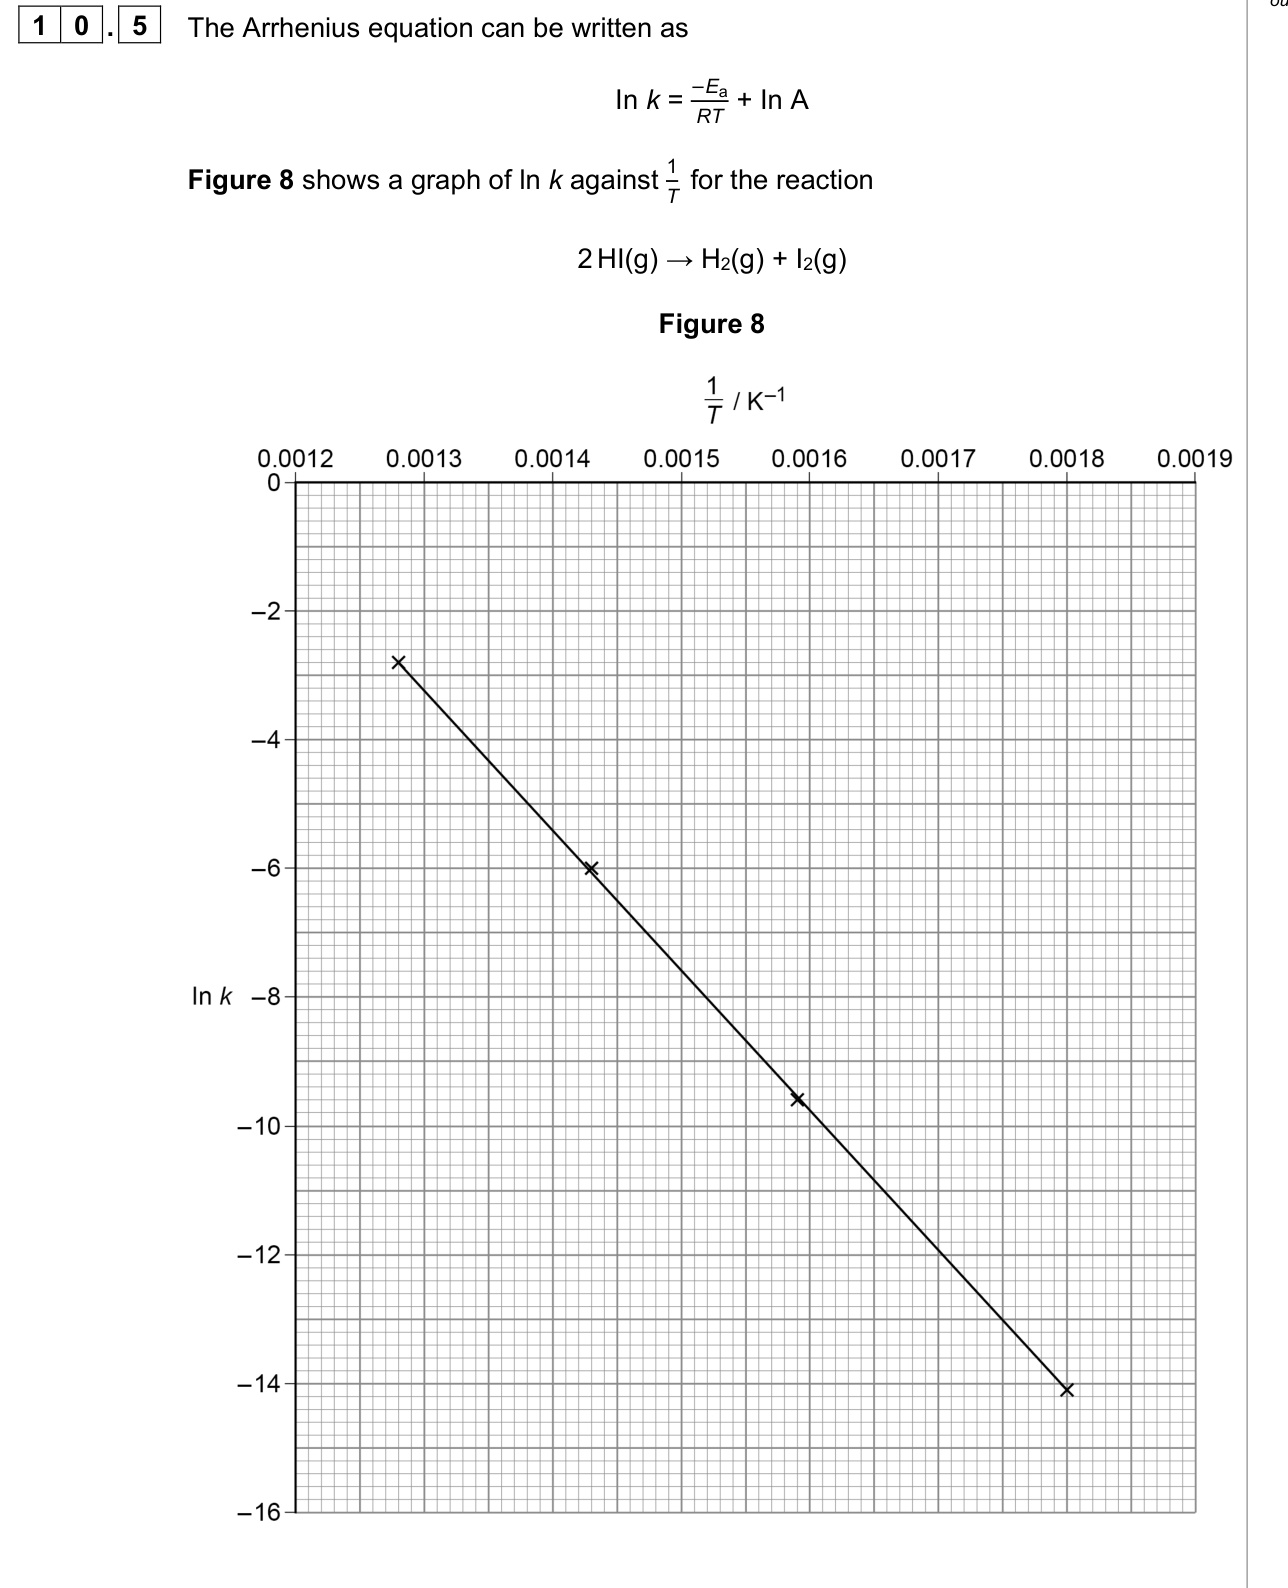 1 0 . 5 The Arrhenius equation can be written as
ln k = −Ea/RT + ln A
Figure 8 shows a graph of ln k against 1/T for the reaction
2 HI(g) → H₂(g) + I₂(g)
Figure 8
1/T / K⁻¹
0.0012 0.0013 0.0014 0.0015 0.0016 0.0017 0.0018 0.0019
0
−2
−4
−6
ln k −8
−10
−12
−14
−16